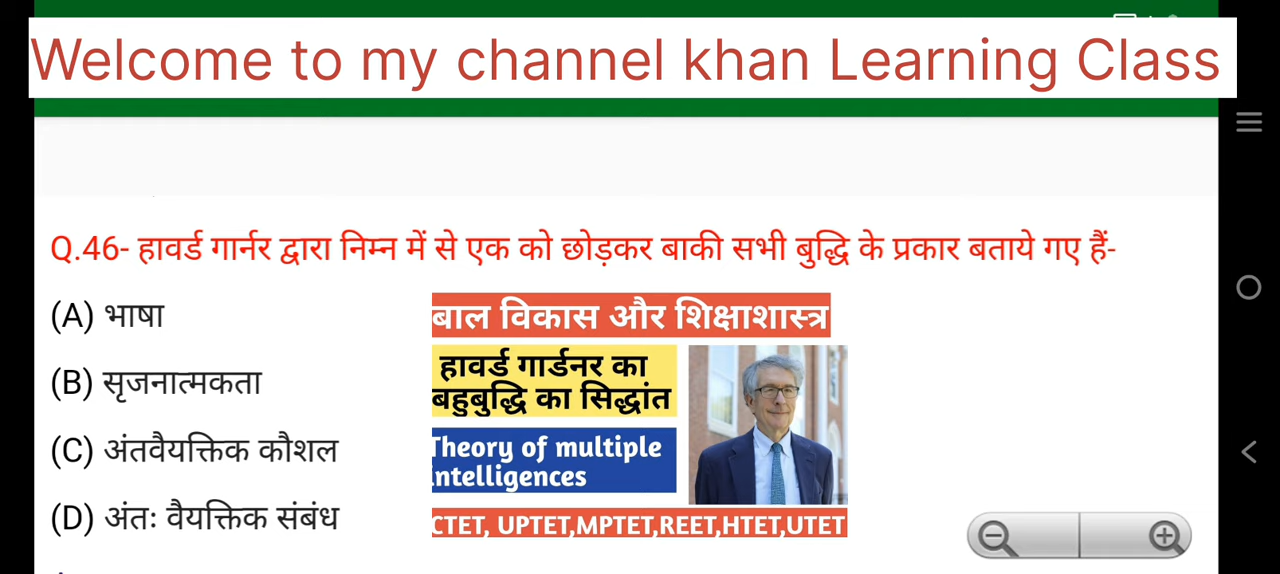 Welcome to my channel khan Learning Class
Q.46- हावर्ड गार्नर द्वारा निम्न में से एक को छोड़कर बाकी सभी बुद्धि के प्रकार बताये गए हैं-
(A) भाषा
(B) सृजनात्मकता
(C) अंतवैयक्तिक कौशल
(D) अंतः वैयक्तिक संबंध
बाल विकास और शिक्षाशास्त्र
हावर्ड गार्डनर का
बहुबुद्धि का सिद्धांत
Theory of multiple
intelligences
CTET, UPTET,MPTET,REET,HTET,UTET